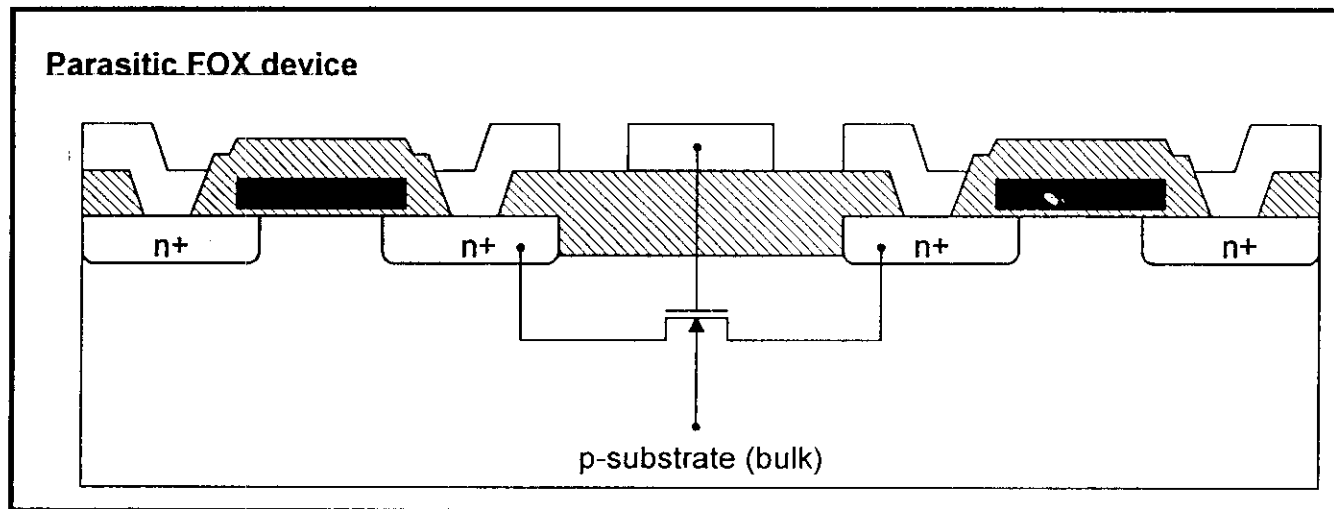 Parasitic FOX device
n+ n+ n+ n+
p-substrate (bulk)